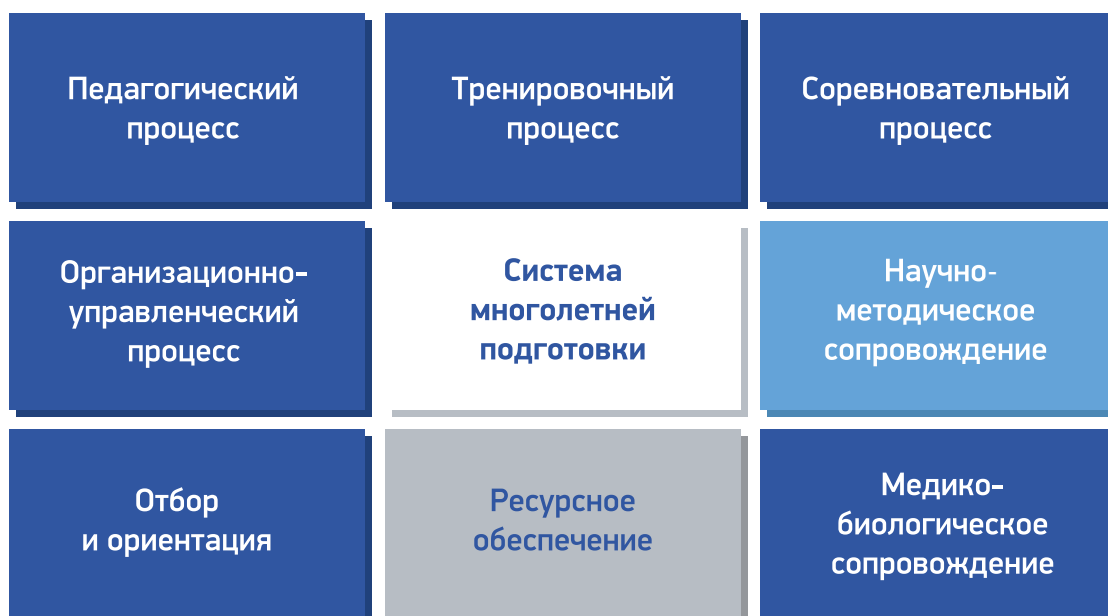 Педагогический
процесс
Тренировочный
процесс
Соревновательный
процесс
Организационно-
управленческий
процесс
Система
многолетней
подготовки
Научно-
методическое
сопровождение
Отбор
и ориентация
Ресурсное
обеспечение
Медико-
биологическое
сопровождение